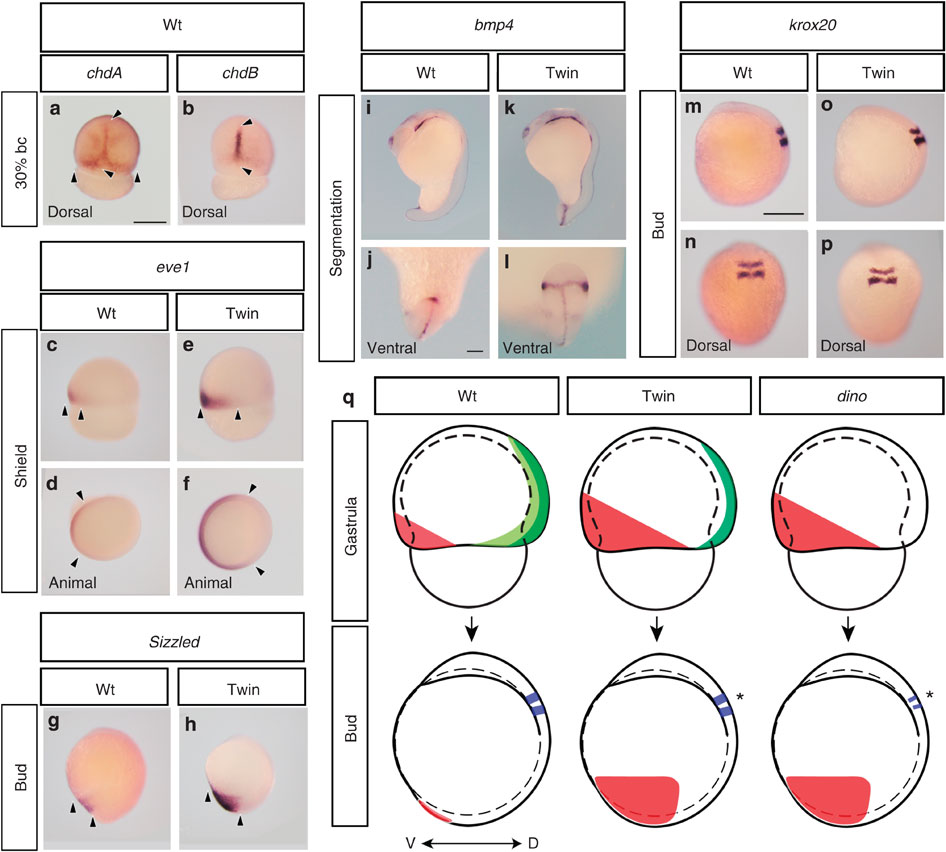 Wt
chdA
chdB
30% bc
a
b
Dorsal
Dorsal
eve1
Wt
Twin
Shield
c
e
d
f
Animal
Animal
Sizzled
Wt
Twin
Bud
g
h
bmp4
Wt
Twin
Segmentation
i
k
j
l
Ventral
Ventral
krox20
Wt
Twin
Bud
m
o
n
p
Dorsal
Dorsal
q
Wt
Twin
dino
Gastrula
Bud
*
*
V
D